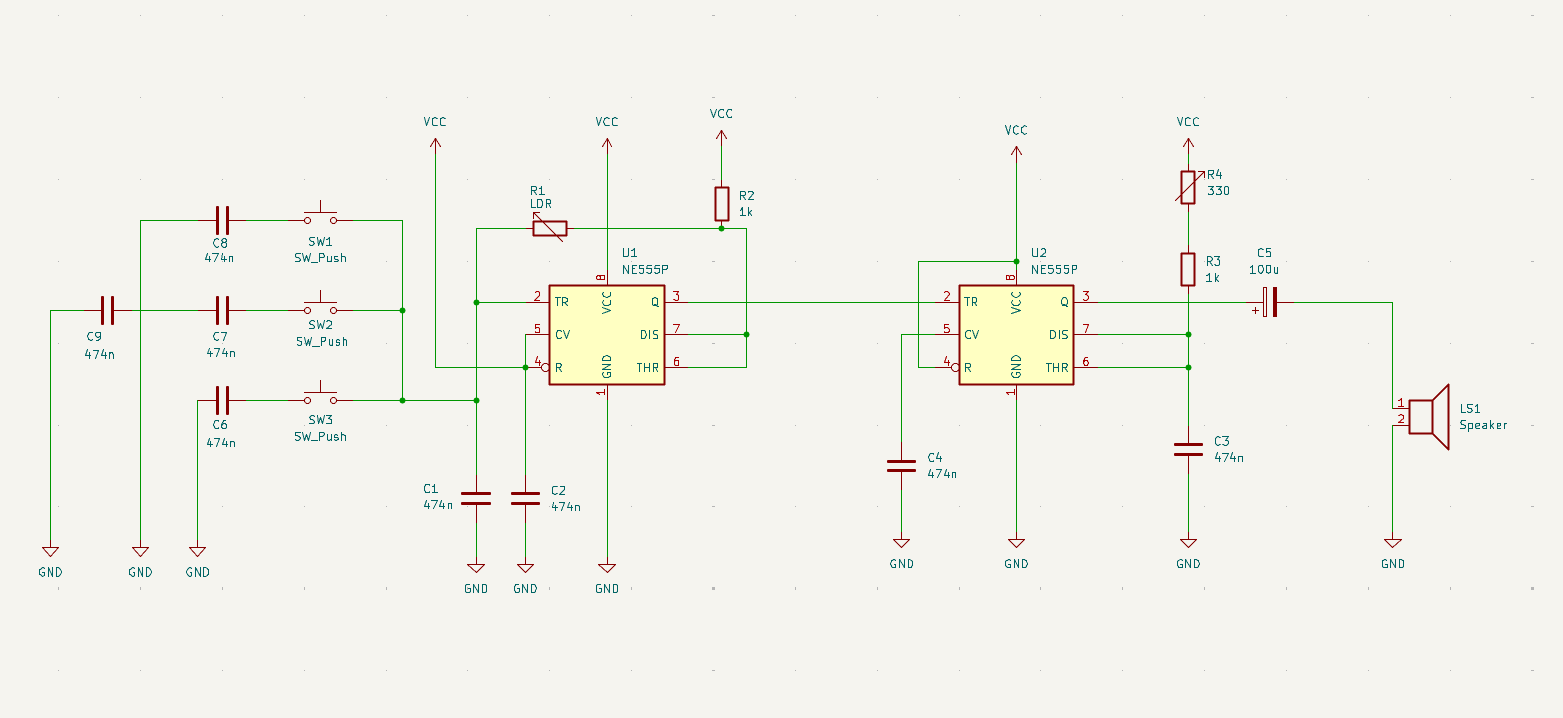 VCC
VCC
VCC
VCC
VCC
R1
LDR
R2
1k
R4
330
C8
474n
SW1
SW_Push
U1
NE555P
U2
NE555P
R3
1k
C5
100u
+
8
VCC
2
TR
Q
3
5
CV
DIS
7
4
R
GND
THR
6
1
8
VCC
2
TR
Q
3
5
CV
DIS
7
4
R
GND
THR
6
1
C9
474n
C7
474n
SW2
SW_Push
C6
474n
SW3
SW_Push
1
2
LS1
Speaker
C1
474n
C2
474n
C4
474n
C3
474n
GND
GND
GND
GND
GND
GND
GND
GND
GND
GND